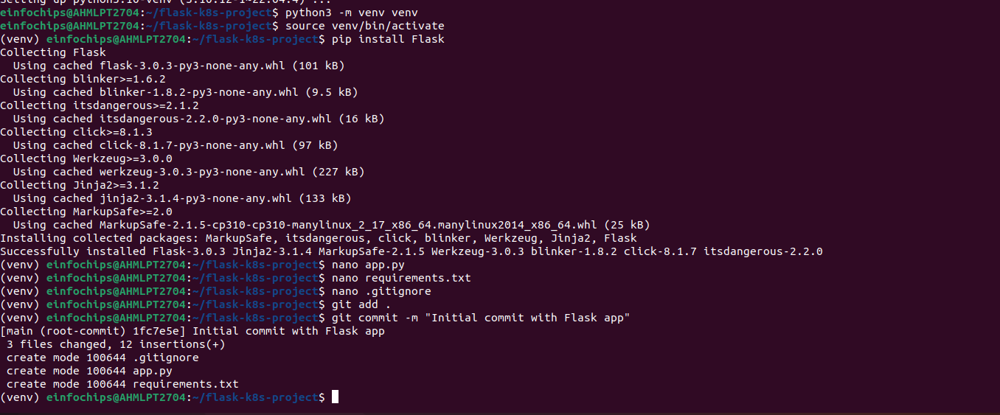 Setting up python3.10-venv (3.10.12-1~22.04.4) ...
einfochips@AHMLPT2704:~/flask-k8s-project$ python3 -m venv venv
einfochips@AHMLPT2704:~/flask-k8s-project$ source venv/bin/activate
(venv) einfochips@AHMLPT2704:~/flask-k8s-project$ pip install Flask
Collecting Flask
  Using cached flask-3.0.3-py3-none-any.whl (101 kB)
Collecting blinker>=1.6.2
  Using cached blinker-1.8.2-py3-none-any.whl (9.5 kB)
Collecting itsdangerous>=2.1.2
  Using cached itsdangerous-2.2.0-py3-none-any.whl (16 kB)
Collecting click>=8.1.3
  Using cached click-8.1.7-py3-none-any.whl (97 kB)
Collecting Werkzeug>=3.0.0
  Using cached werkzeug-3.0.3-py3-none-any.whl (227 kB)
Collecting Jinja2>=3.1.2
  Using cached jinja2-3.1.4-py3-none-any.whl (133 kB)
Collecting MarkupSafe>=2.0
  Using cached MarkupSafe-2.1.5-cp310-cp310-manylinux_2_17_x86_64.manylinux2014_x86_64.whl (25 kB)
Installing collected packages: MarkupSafe, itsdangerous, click, blinker, Werkzeug, Jinja2, Flask
Successfully installed Flask-3.0.3 Jinja2-3.1.4 MarkupSafe-2.1.5 Werkzeug-3.0.3 blinker-1.8.2 click-8.1.7 itsdangerous-2.2.0
(venv) einfochips@AHMLPT2704:~/flask-k8s-project$ nano app.py
(venv) einfochips@AHMLPT2704:~/flask-k8s-project$ nano requirements.txt
(venv) einfochips@AHMLPT2704:~/flask-k8s-project$ nano .gitignore
(venv) einfochips@AHMLPT2704:~/flask-k8s-project$ git add .
(venv) einfochips@AHMLPT2704:~/flask-k8s-project$ git commit -m "Initial commit with Flask app"
[main (root-commit) 1fc7e5e] Initial commit with Flask app
 3 files changed, 12 insertions(+)
 create mode 100644 .gitignore
 create mode 100644 app.py
 create mode 100644 requirements.txt
(venv) einfochips@AHMLPT2704:~/flask-k8s-project$